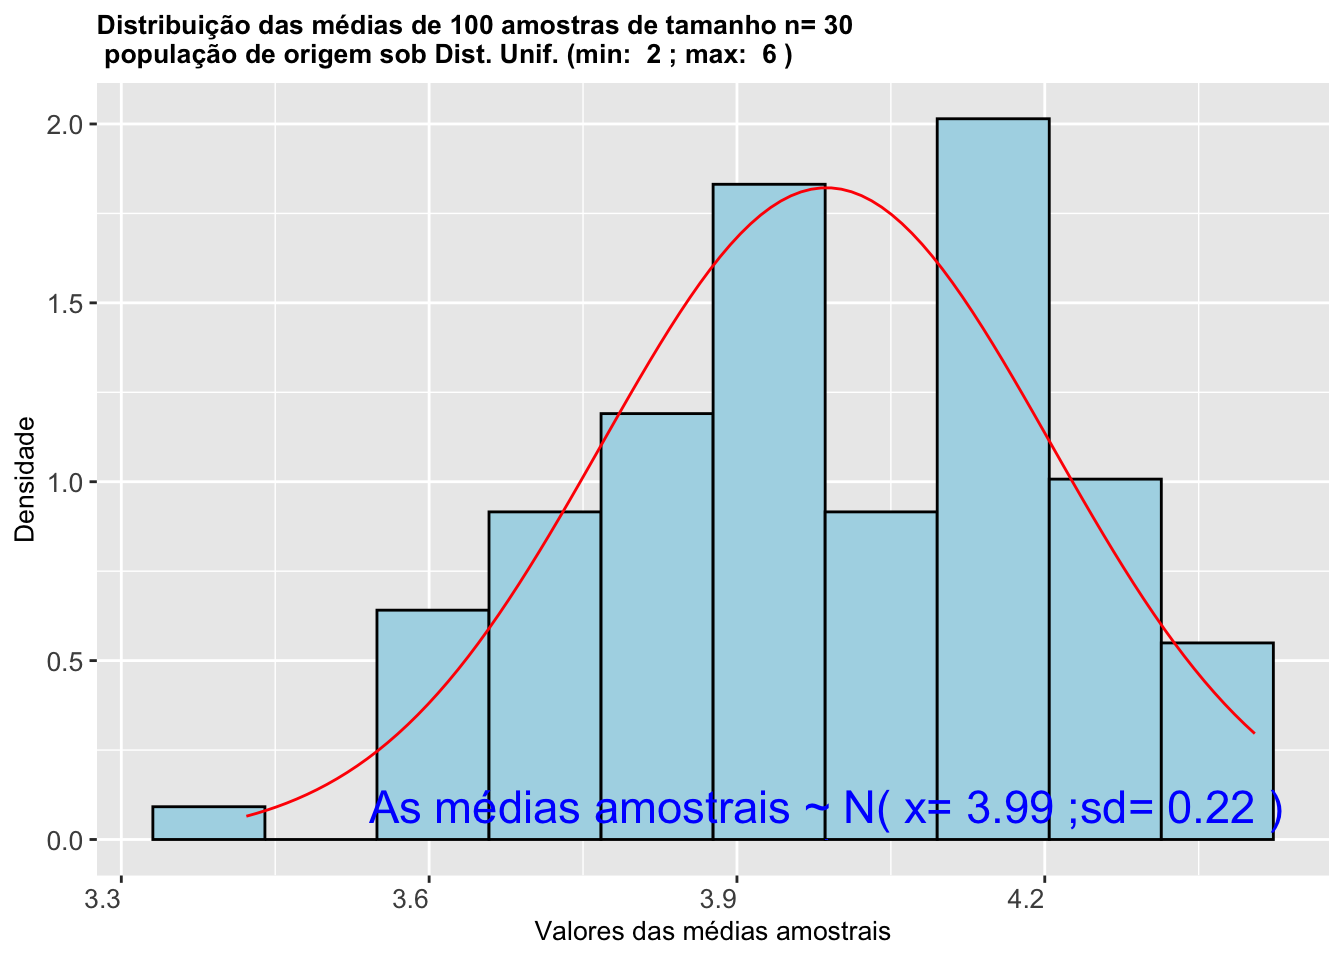 Distribuição das médias de 100 amostras de tamanho n= 30
população de origem sob Dist. Unif. (min:  2 ; max:  6 )
2.0
1.5
1.0
0.5
0.0
Densidade
As médias amostrais ~ N( x= 3.99 ;sd= 0.22 )
3.3 3.6 3.9 4.2
Valores das médias amostrais